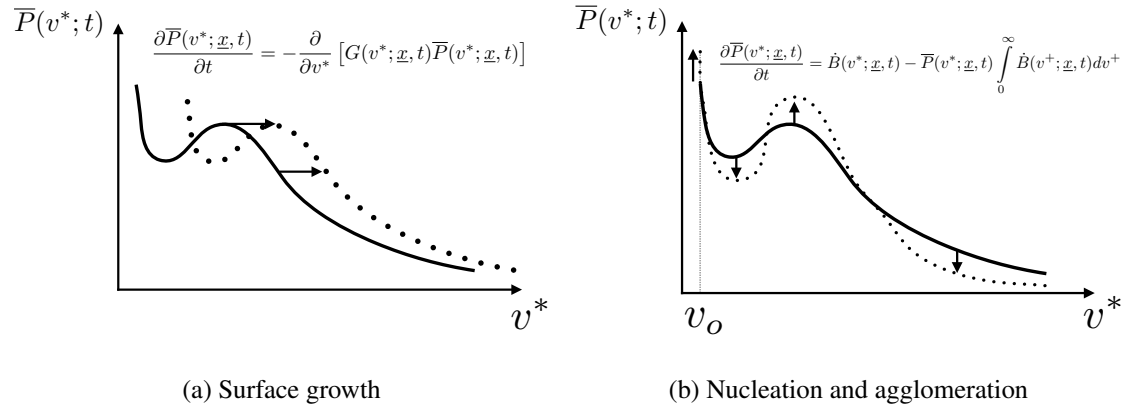 P̅(v*; t)
∂P̅(v*; x̲, t)/∂t = −∂/∂v* [G(v*; x̲, t)P̅(v*; x̲, t)]
v*
(a) Surface growth
P̅(v*; t)
∂P̅(v*; x̲, t)/∂t = Ḃ(v*; x̲, t) − P̅(v*; x̲, t) ∫₀^∞ Ḃ(v⁺; x̲, t)dv⁺
v_o
v*
(b) Nucleation and agglomeration